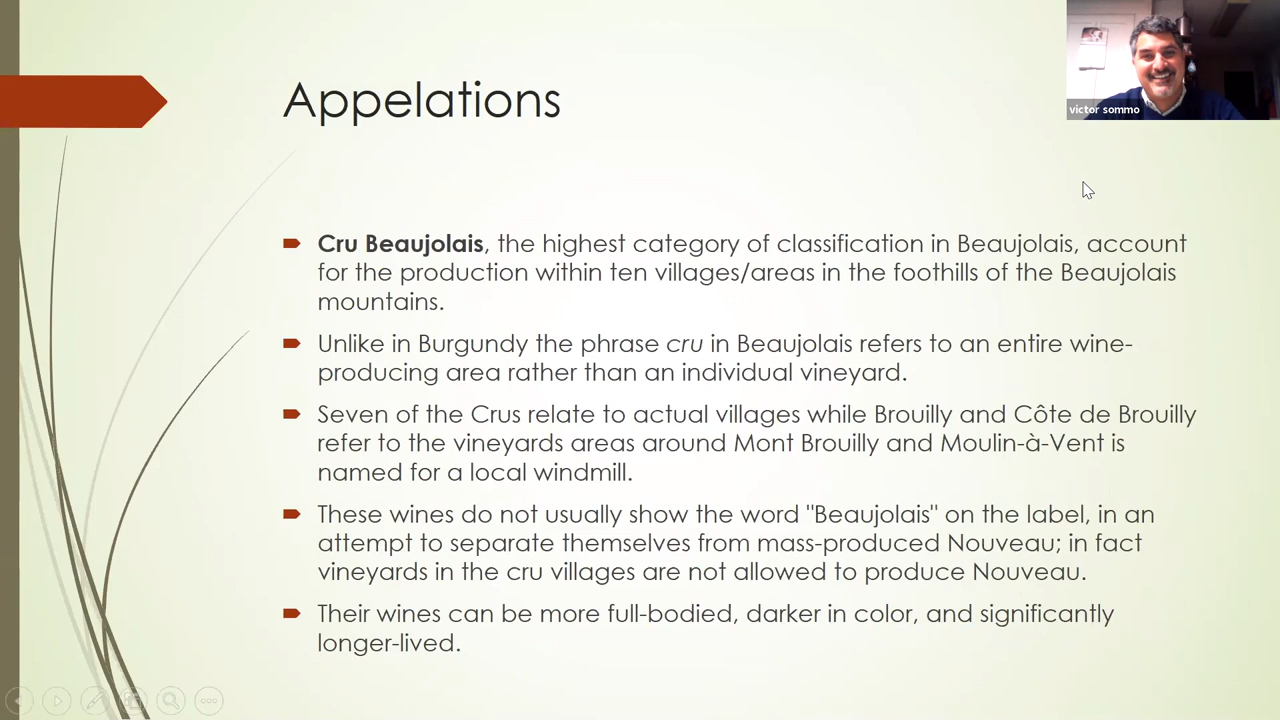 Appelations
victor sommo
Cru Beaujolais, the highest category of classification in Beaujolais, account
for the production within ten villages/areas in the foothills of the Beaujolais
mountains.
Unlike in Burgundy the phrase cru in Beaujolais refers to an entire wine-
producing area rather than an individual vineyard.
Seven of the Crus relate to actual villages while Brouilly and Côte de Brouilly
refer to the vineyards areas around Mont Brouilly and Moulin-à-Vent is
named for a local windmill.
These wines do not usually show the word "Beaujolais" on the label, in an
attempt to separate themselves from mass-produced Nouveau; in fact
vineyards in the cru villages are not allowed to produce Nouveau.
Their wines can be more full-bodied, darker in color, and significantly
longer-lived.